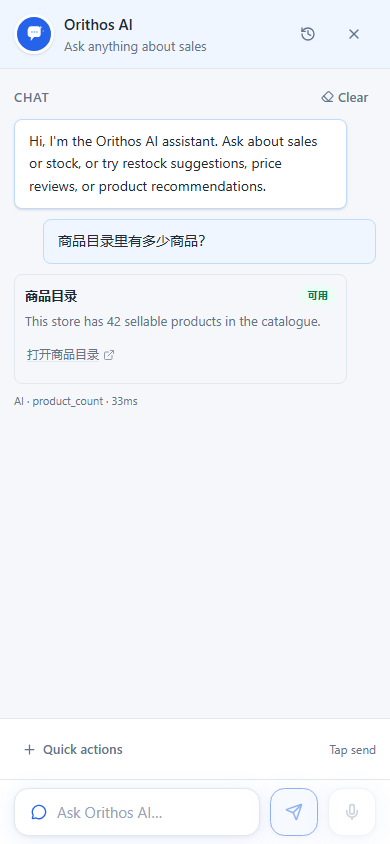 Orithos AI
Ask anything about sales
CHAT
Clear
Hi, I'm the Orithos AI assistant. Ask about sales
or stock, or try restock suggestions, price
reviews, or product recommendations.
商品目录里有多少商品?
商品目录
可用
This store has 42 sellable products in the catalogue.
打开商品目录
AI · product_count · 33ms
Quick actions
Tap send
Ask Orithos AI...